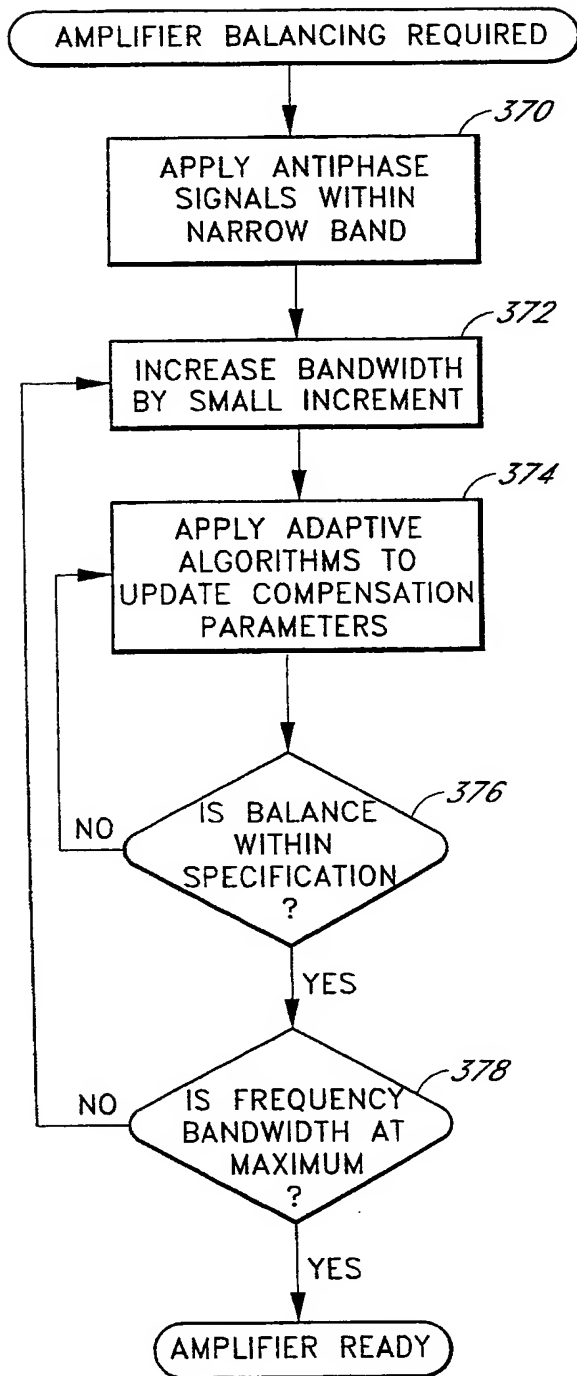 AMPLIFIER BALANCING REQUIRED
370
APPLY ANTIPHASE
SIGNALS WITHIN
NARROW BAND
372
INCREASE BANDWIDTH
BY SMALL INCREMENT
374
APPLY ADAPTIVE
ALGORITHMS TO
UPDATE COMPENSATION
PARAMETERS
376
IS BALANCE
WITHIN
SPECIFICATION
?
NO
YES
378
IS FREQUENCY
BANDWIDTH AT
MAXIMUM
?
NO
YES
AMPLIFIER READY